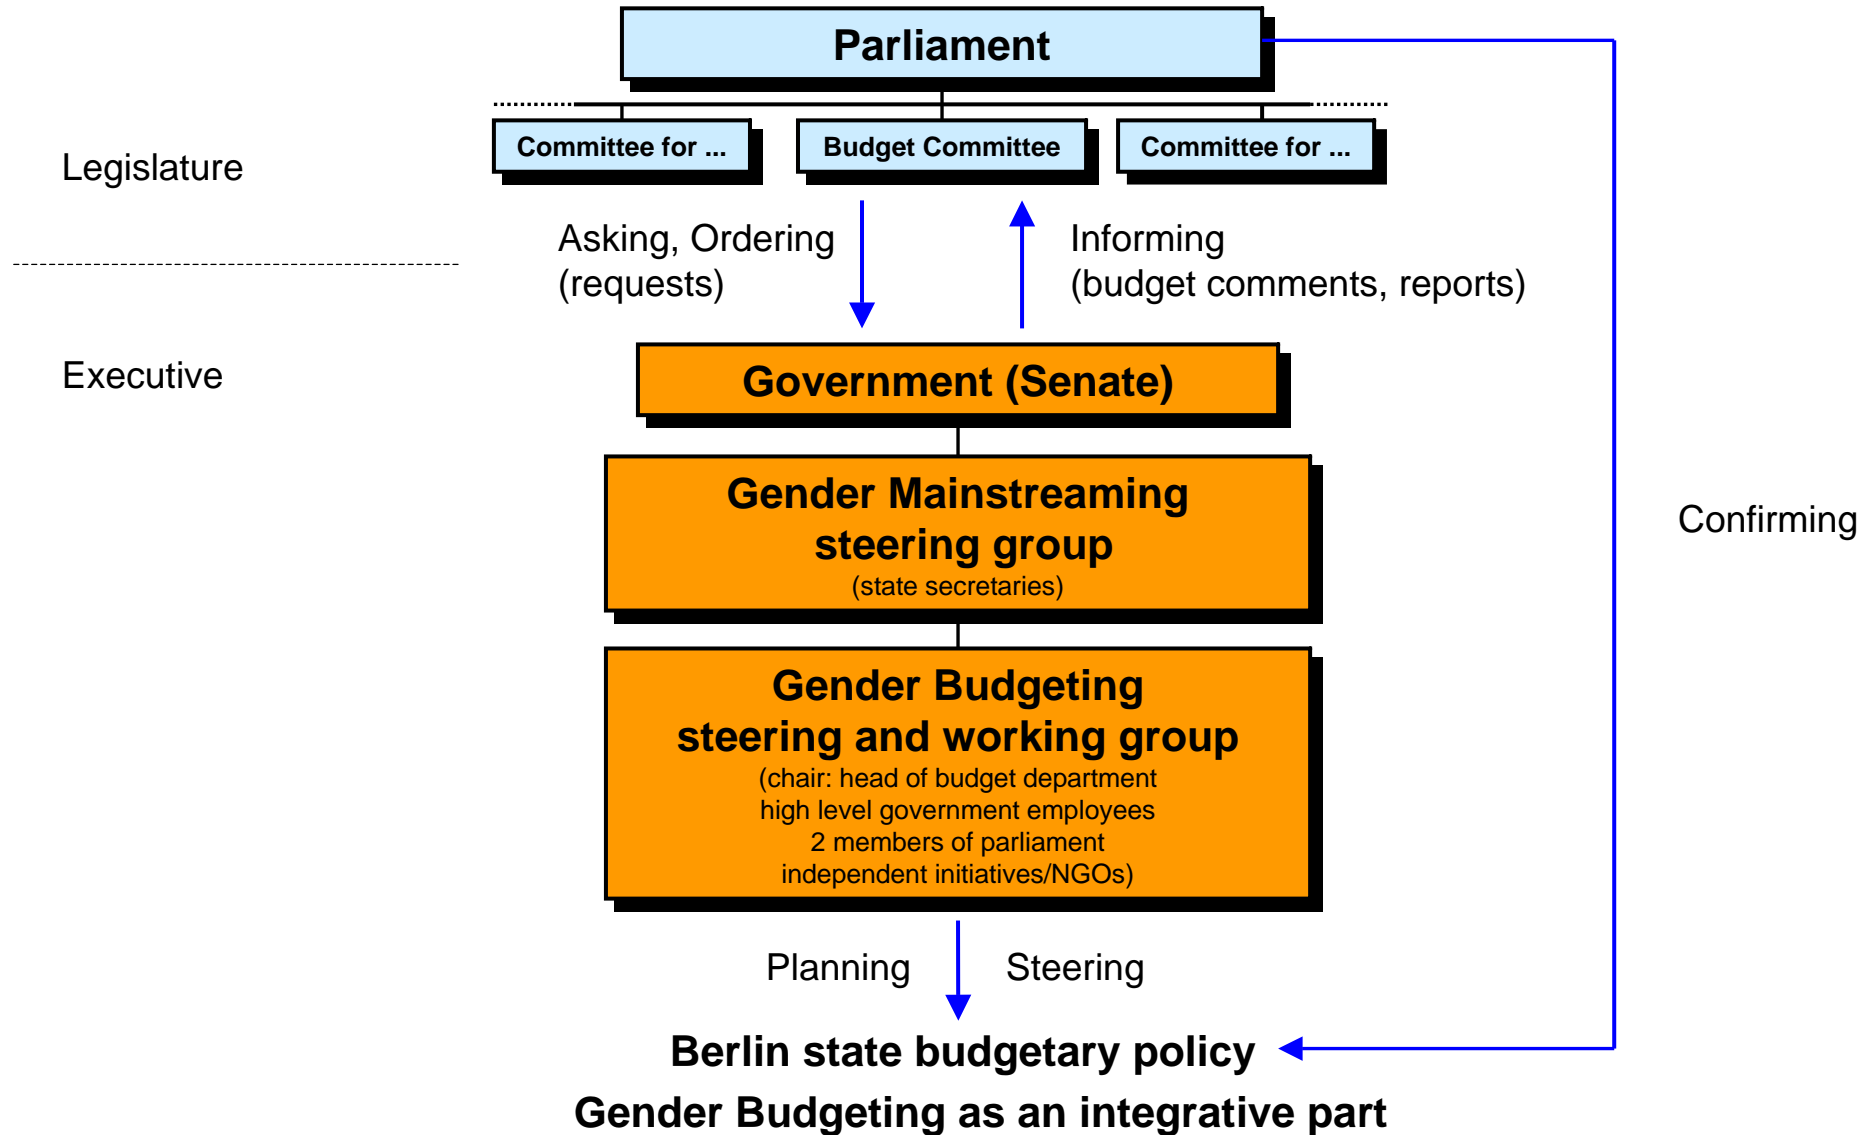 Parliament
Committee for ...
Budget Committee
Committee for ...
Legislature
Asking, Ordering
(requests)
Informing
(budget comments, reports)
Executive
Government (Senate)
Gender Mainstreaming
steering group
(state secretaries)
Confirming
Gender Budgeting
steering and working group
(chair: head of budget department
high level government employees
2 members of parliament
independent initiatives/NGOs)
Planning
Steering
Berlin state budgetary policy
Gender Budgeting as an integrative part